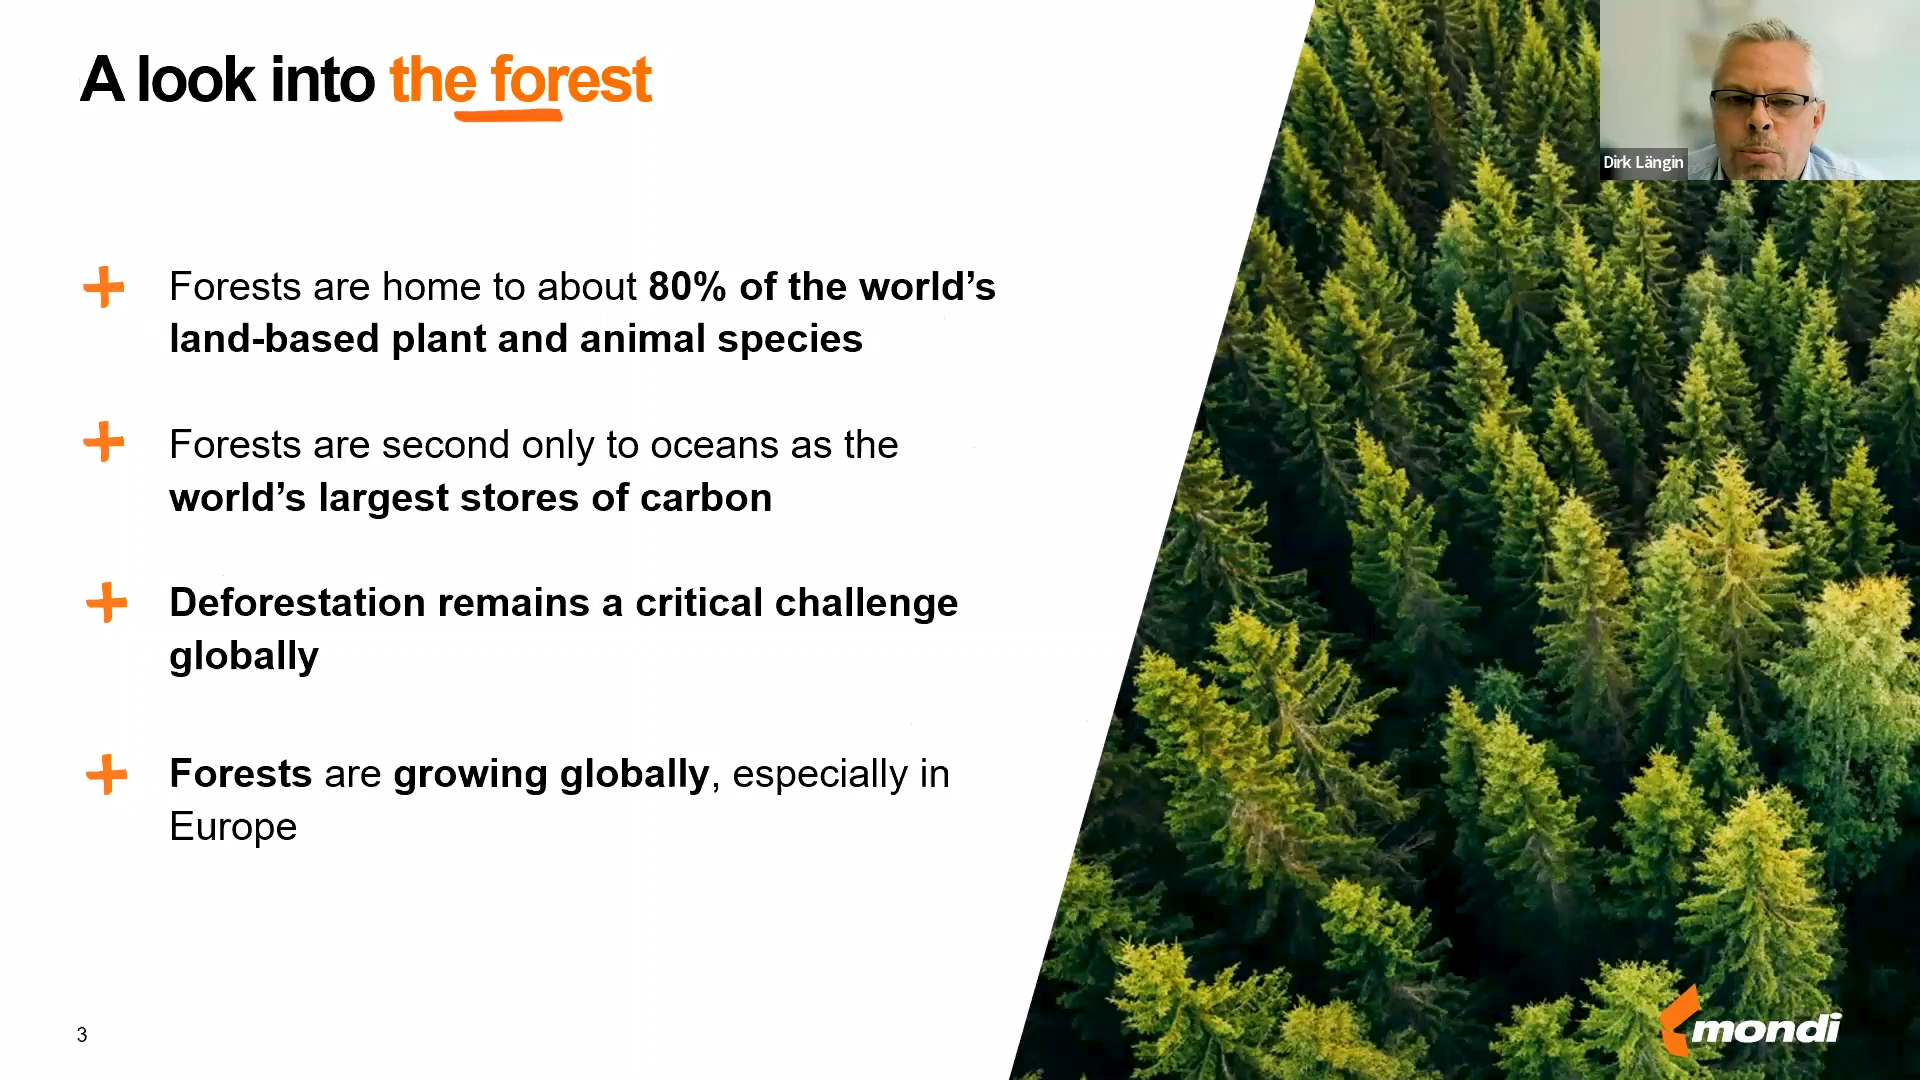 A look into the forest
Dirk Längin
Forests are home to about 80% of the world’s
land-based plant and animal species
Forests are second only to oceans as the
world’s largest stores of carbon
Deforestation remains a critical challenge
globally
Forests are growing globally, especially in
Europe
3
mondi